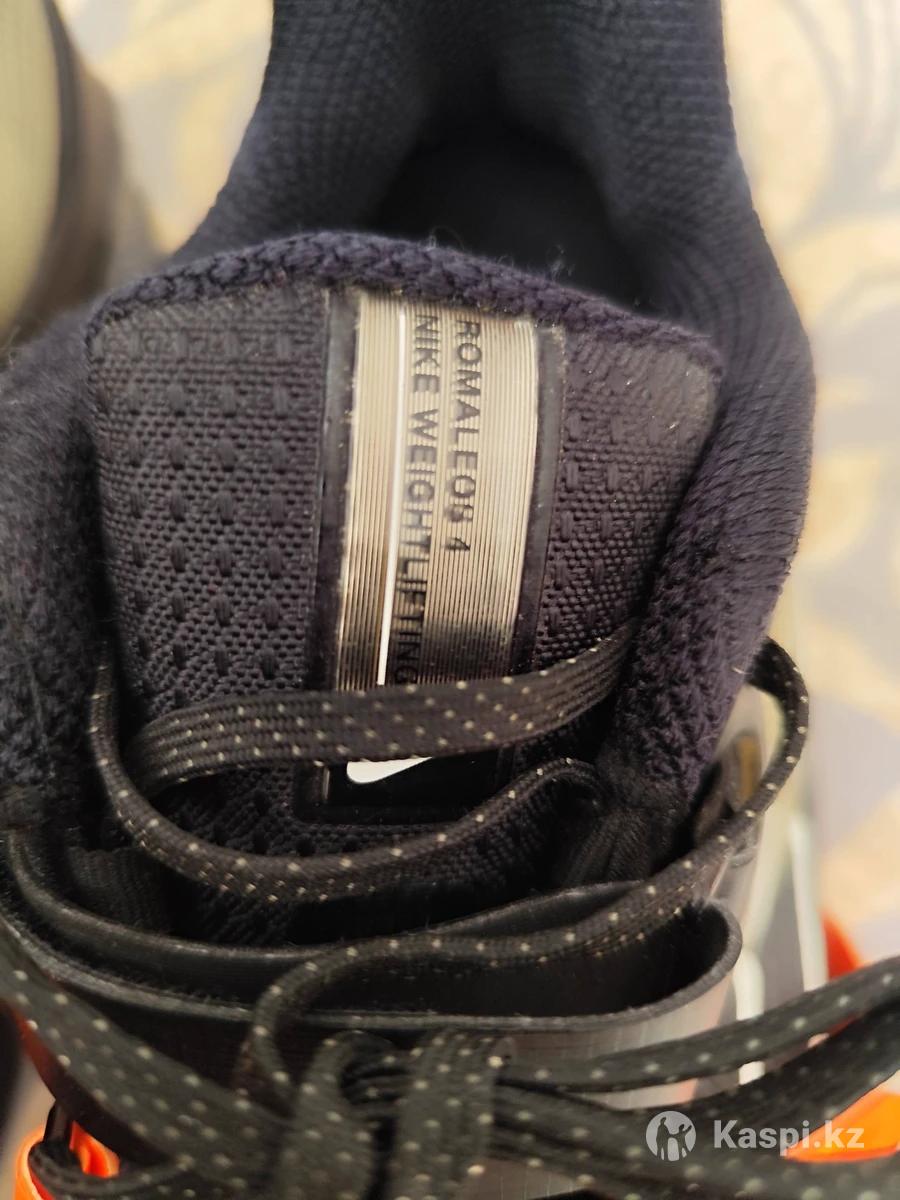 ROMALEOS 4
NIKE WEIGHTLIFTING
Kaspi.kz